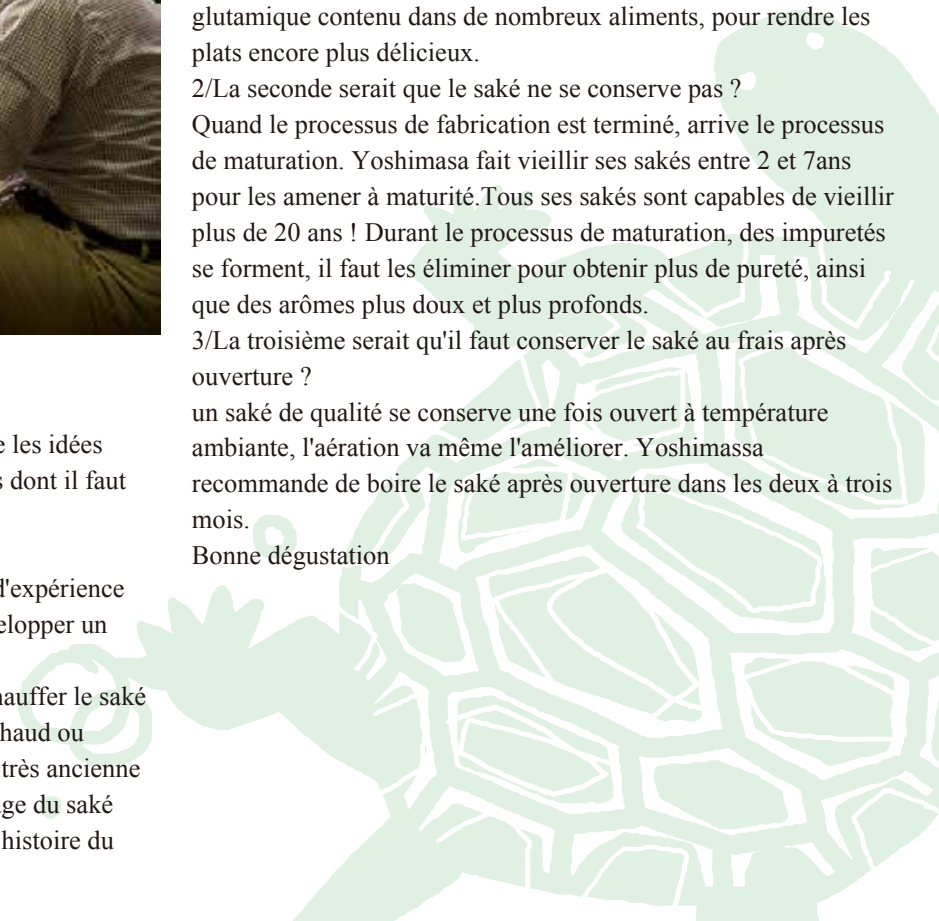 e les idées
s dont il faut
d'expérience
elopper un
hauffer le saké
haud ou
très ancienne
ge du saké
histoire du
glutamique contenu dans de nombreux aliments, pour rendre les
plats encore plus délicieux.
2/La seconde serait que le saké ne se conserve pas ?
Quand le processus de fabrication est terminé, arrive le processus
de maturation. Yoshimasa fait vieillir ses sakés entre 2 et 7ans
pour les amener à maturité.Tous ses sakés sont capables de vieillir
plus de 20 ans ! Durant le processus de maturation, des impuretés
se forment, il faut les éliminer pour obtenir plus de pureté, ainsi
que des arômes plus doux et plus profonds.
3/La troisième serait qu'il faut conserver le saké au frais après
ouverture ?
un saké de qualité se conserve une fois ouvert à température
ambiante, l'aération va même l'améliorer. Yoshimassa
recommande de boire le saké après ouverture dans les deux à trois
mois.
Bonne dégustation